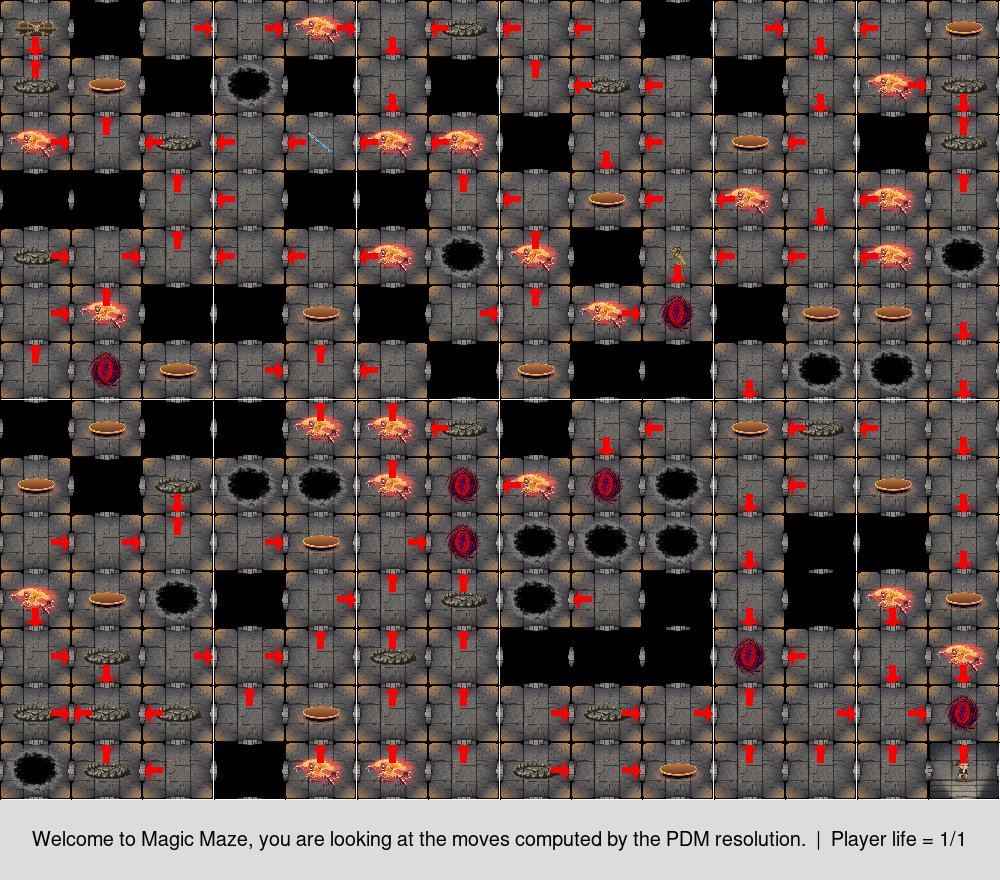 Welcome to Magic Maze, you are looking at the moves computed by the PDM resolution.  |  Player life = 1/1